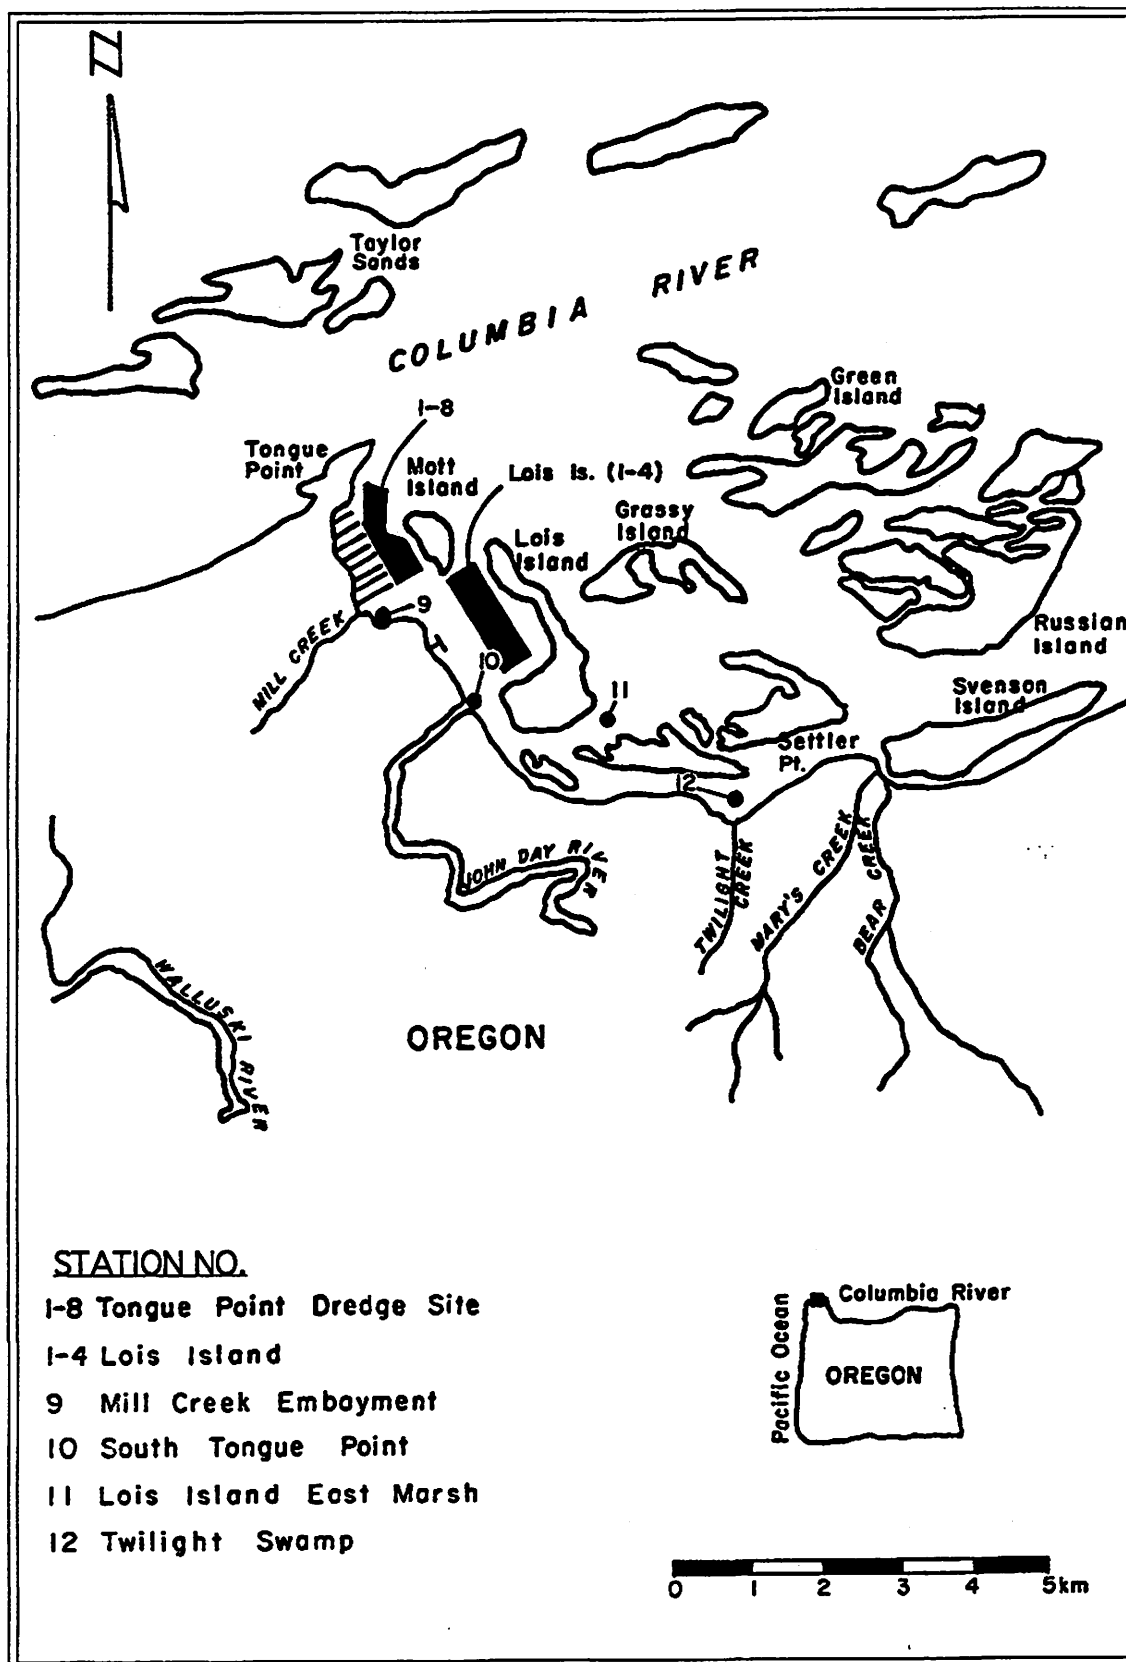 N
Taylor
Sands
COLUMBIA RIVER
Green
Island
1-8
Tongue
Point
Mott
Island
Lois Is. (1-4)
Grassy
Island
Lois
Island
9
MILL CREEK
10
11
Russian
Island
Svenson
Island
Settler
Pt.
12
JOHN DAY RIVER
TWILIGHT
CREEK
MARY'S CREEK
BEAR CREEK
WALLUSKI RIVER
OREGON
STATION NO.
1-8 Tongue Point Dredge Site
1-4 Lois Island
9 Mill Creek Embayment
10 South Tongue Point
11 Lois Island East Marsh
12 Twilight Swamp
Columbia River
Pacific Ocean
OREGON
0 1 2 3 4 5km